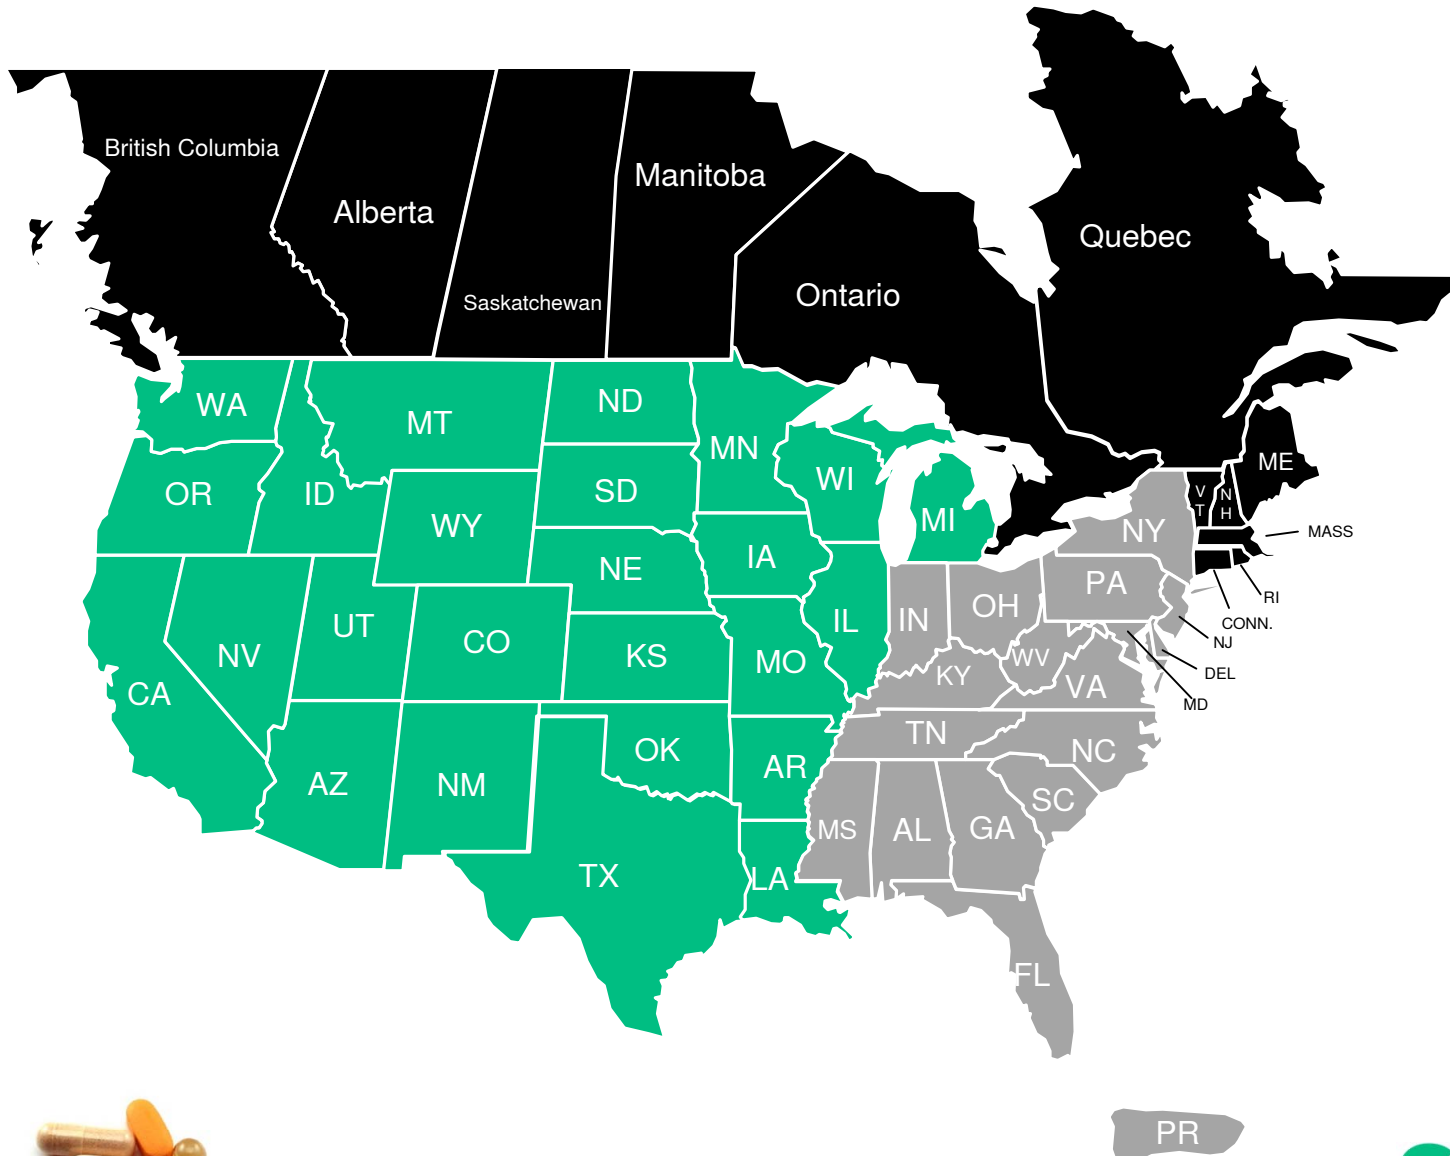 British Columbia
Alberta
Saskatchewan
Manitoba
Ontario
Quebec
WA
MT
ND
MN
OR
ID
WY
SD
WI
MI
NY
V
T
N
H
ME
MASS
RI
CONN.
NJ
DEL
MD
NE
IA
PA
NV
UT
CO
KS
MO
IL
IN
OH
WV
KY
VA
CA
AZ
NM
OK
AR
TN
NC
SC
TX
LA
MS
AL
GA
FL
PR